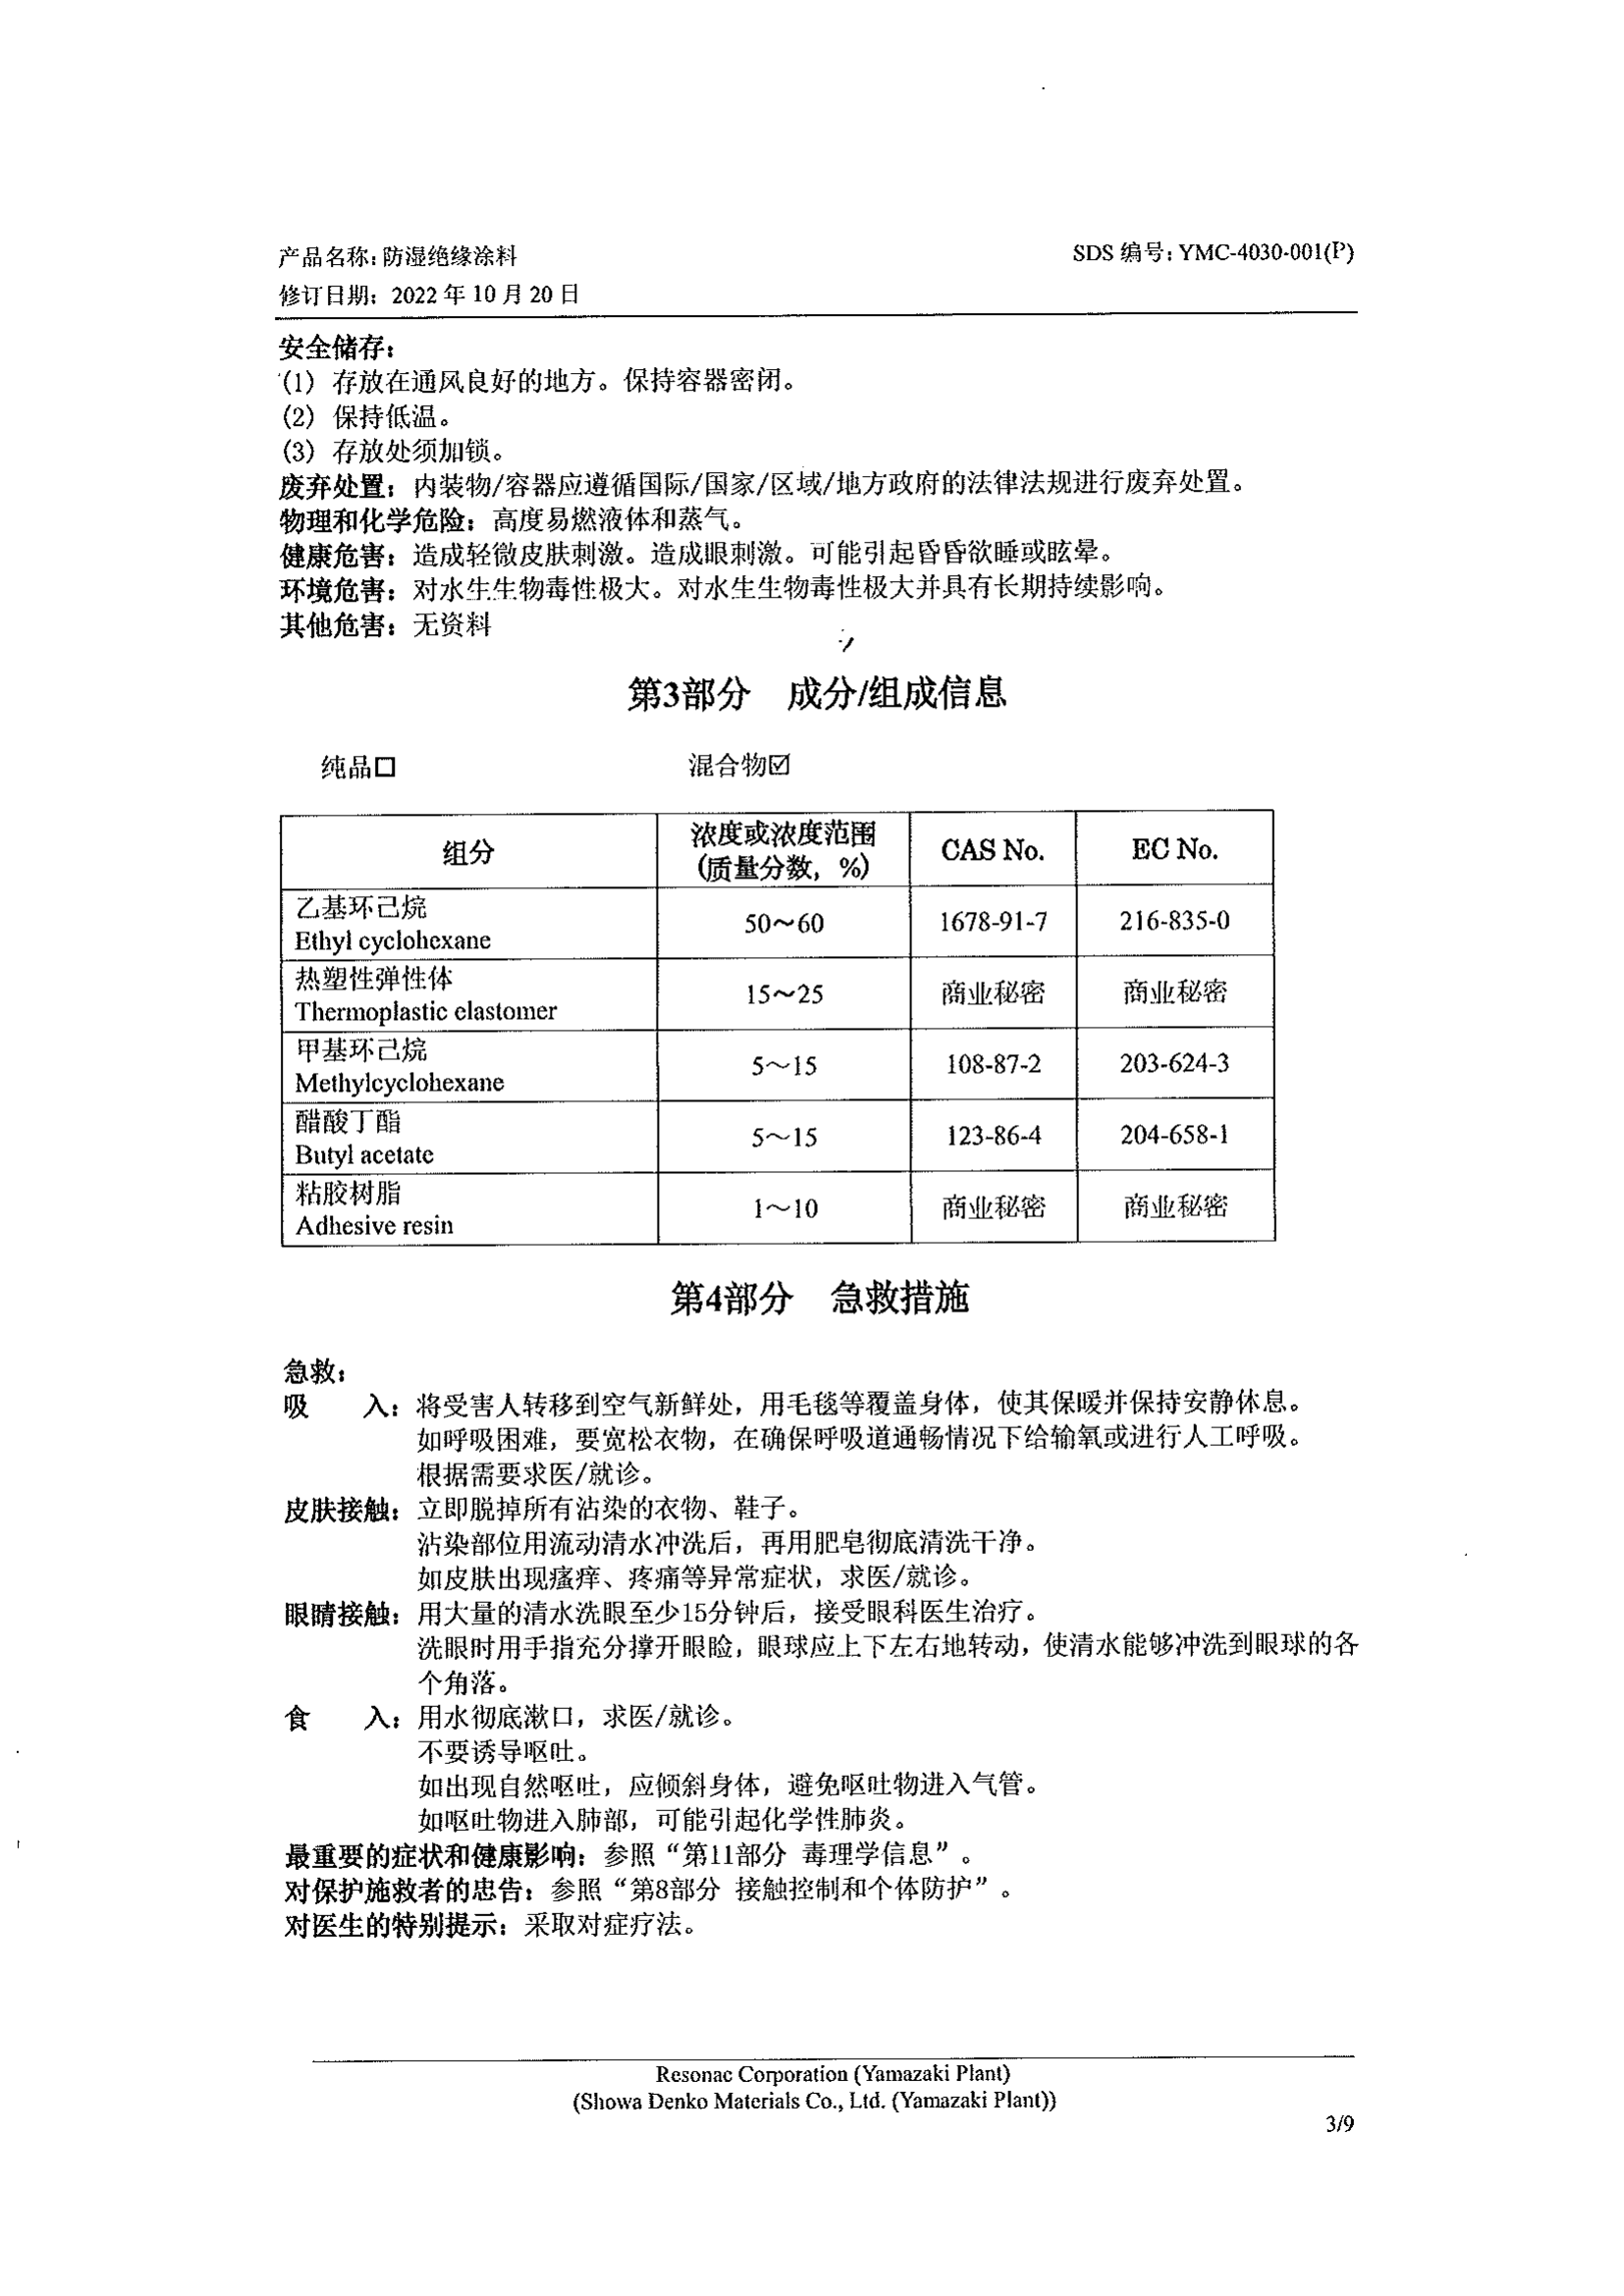 产品名称：防湿绝缘涂料
SDS 编号：YMC-4030-001(P)
修订日期：2022 年 10 月 20 日
安全储存：
(1) 存放在通风良好的地方。保持容器密闭。
(2) 保持低温。
(3) 存放处须加锁。
废弃处置：内装物/容器应遵循国际/国家/区域/地方政府的法律法规进行废弃处置。
物理和化学危险：高度易燃液体和蒸气。
健康危害：造成轻微皮肤刺激。造成眼刺激。可能引起昏昏欲睡或眩晕。
环境危害：对水生生物毒性极大。对水生生物毒性极大并具有长期持续影响。
其他危害：无资料
第3部分　成分/组成信息
纯品☐　混合物☑
组分　浓度或浓度范围　CAS No.　EC No.
(质量分数，%)
乙基环己烷
Ethyl cyclohexane　50～60　1678-91-7　216-835-0
热塑性弹性体
Thermoplastic elastomer　15～25　商业秘密　商业秘密
甲基环己烷
Methylcyclohexane　5～15　108-87-2　203-624-3
醋酸丁酯
Butyl acetate　5～15　123-86-4　204-658-1
粘胶树脂
Adhesive resin　1～10　商业秘密　商业秘密
第4部分　急救措施
急救：
吸　　入：将受害人转移到空气新鲜处，用毛毯等覆盖身体，使其保暖并保持安静休息。
如呼吸困难，要宽松衣物，在确保呼吸道通畅情况下给输氧或进行人工呼吸。
根据需要求医/就诊。
皮肤接触：立即脱掉所有沾染的衣物、鞋子。
沾染部位用流动清水冲洗后，再用肥皂彻底清洗干净。
如皮肤出现瘙痒、疼痛等异常症状，求医/就诊。
眼睛接触：用大量的清水洗眼至少15分钟后，接受眼科医生治疗。
洗眼时用手指充分撑开眼睑，眼球应上下左右地转动，使清水能够冲洗到眼球的各
个角落。
食　　入：用水彻底漱口，求医/就诊。
不要诱导呕吐。
如出现自然呕吐，应倾斜身体，避免呕吐物进入气管。
如呕吐物进入肺部，可能引起化学性肺炎。
最重要的症状和健康影响：参照“第11部分 毒理学信息”。
对保护施救者的忠告：参照“第8部分 接触控制和个体防护”。
对医生的特别提示：采取对症疗法。
Resonac Corporation (Yamazaki Plant)
(Showa Denko Materials Co., Ltd. (Yamazaki Plant))
3/9